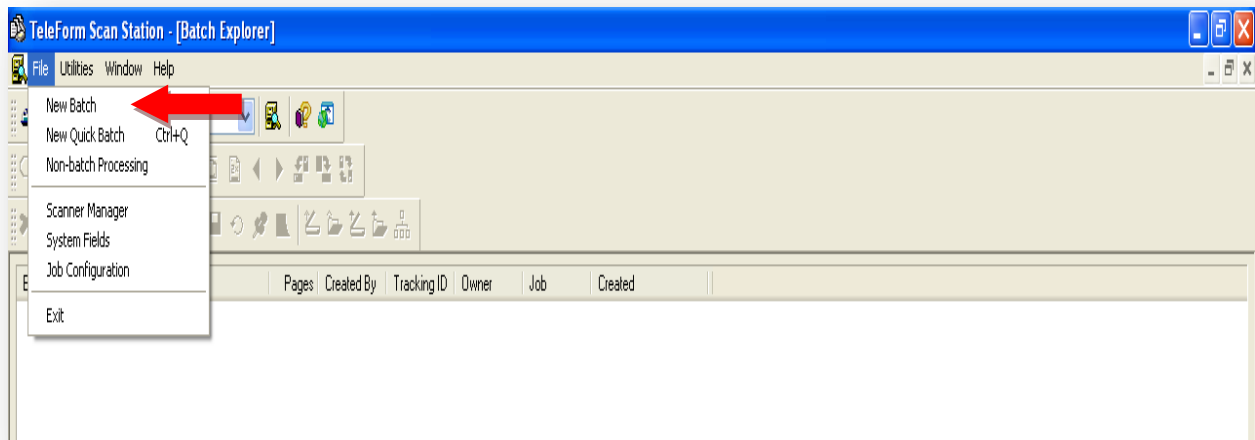 TeleForm Scan Station - [Batch Explorer]
File Utilities Window Help
New Batch
New Quick Batch Ctrl+Q
Non-batch Processing
Scanner Manager
System Fields
Job Configuration
Exit
Pages Created By Tracking ID Owner Job Created